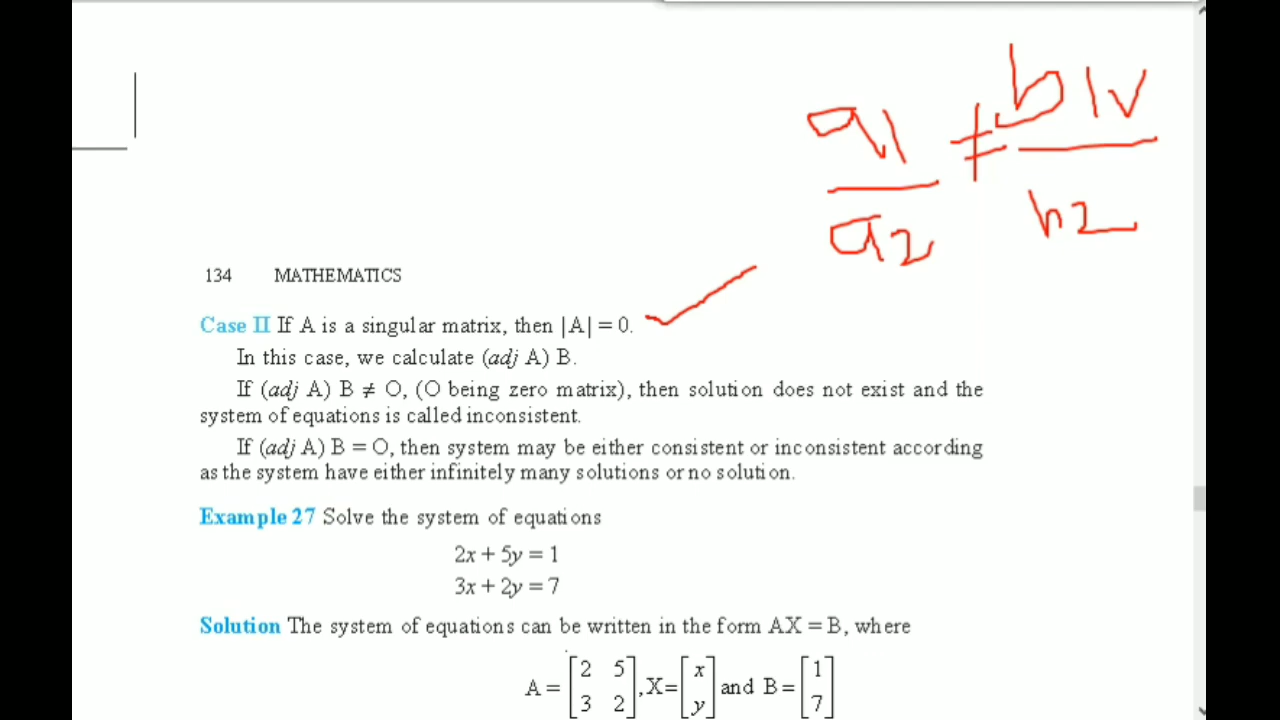 a1 ≠ b1
a2 b2
134 MATHEMATICS
Case II If A is a singular matrix, then |A| = 0.
In this case, we calculate (adj A) B.
If (adj A) B ≠ O, (O being zero matrix), then solution does not exist and the
system of equations is called inconsistent.
If (adj A) B = O, then system may be either consistent or inconsistent according
as the system have either infinitely many solutions or no solution.
Example 27 Solve the system of equations
2x + 5y = 1
3x + 2y = 7
Solution The system of equations can be written in the form AX = B, where
A = [2 5], X = [x] and B = [1]
[3 2] [y] [7]